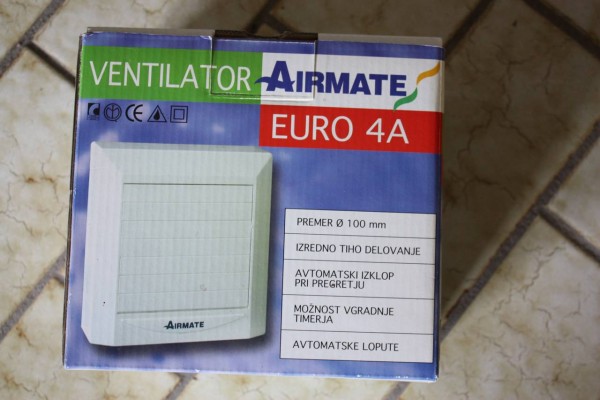 VENTILATOR AIRMATE
CE
EURO 4A
PREMER Ø 100 mm
IZREDNO TIHO DELOVANJE
AVTOMATSKI IZKLOP
PRI PREGRETJU
MOŽNOST VGRADNJE
TIMERJA
AVTOMATSKE LOPUTE
AIRMATE